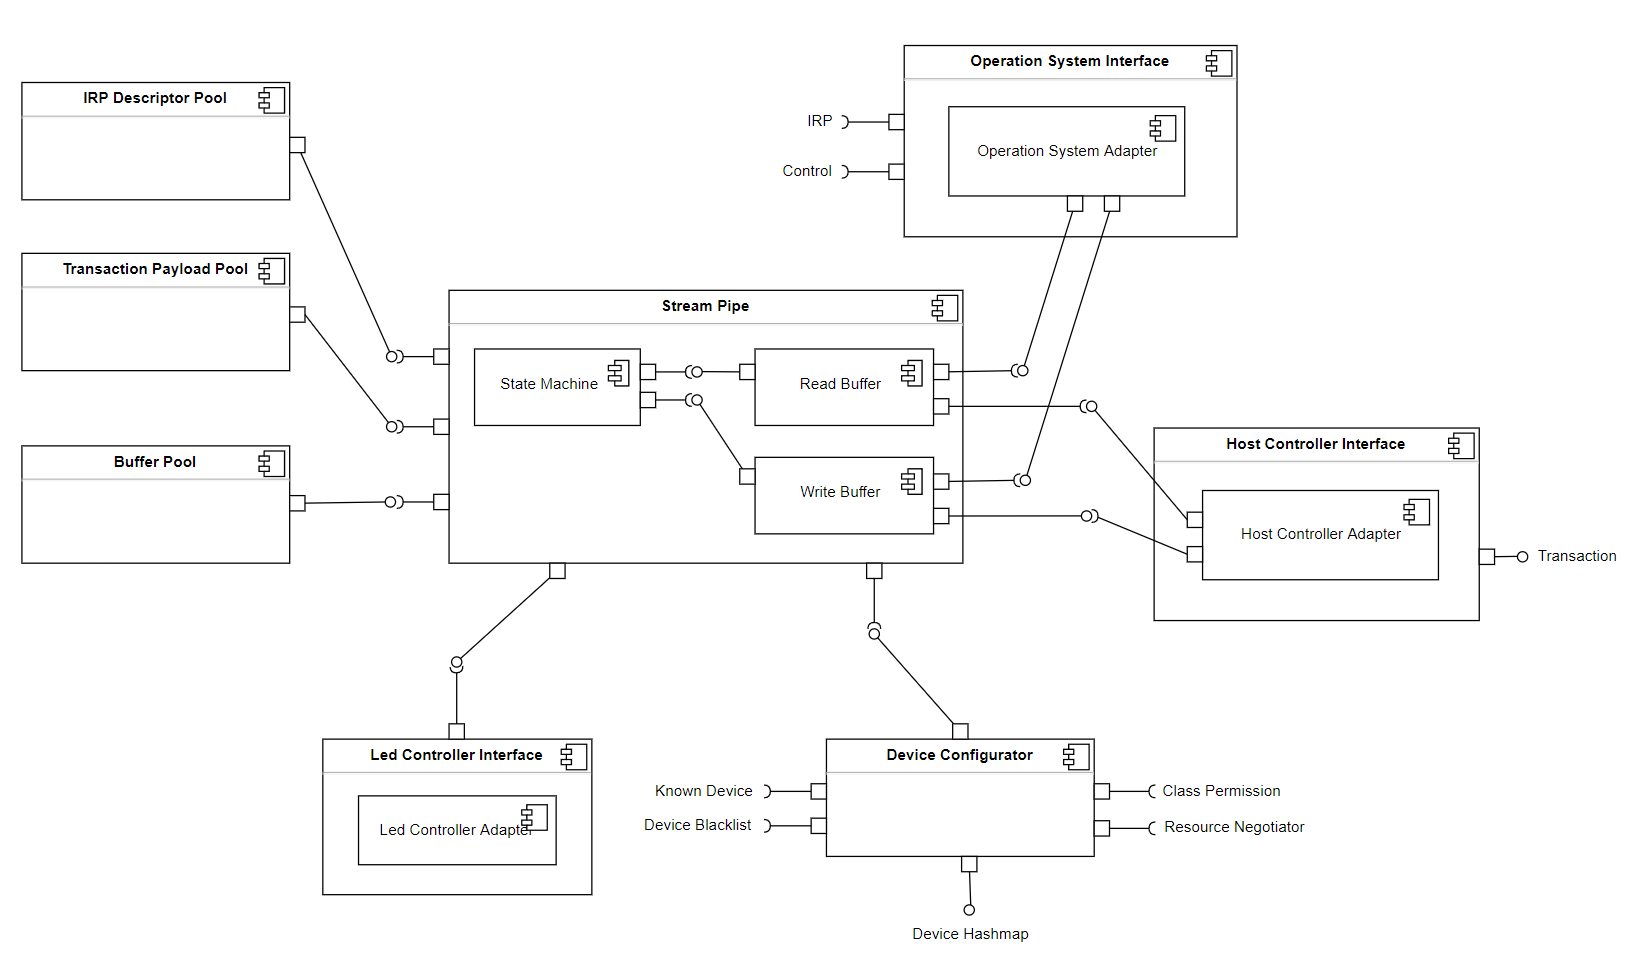 Operation System Interface
IRP Descriptor Pool
IRP
Operation System Adapter
Control
Transaction Payload Pool
Stream Pipe
State Machine
Read Buffer
Host Controller Interface
Buffer Pool
Write Buffer
Host Controller Adapter
Transaction
Led Controller Interface
Device Configurator
Known Device
Class Permission
Device Blacklist
Resource Negotiator
Led Controller Adapter
Device Hashmap